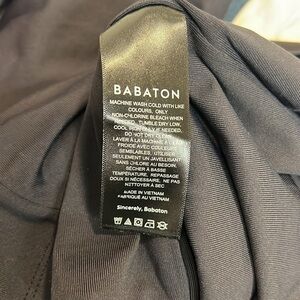 BABATON
MACHINE WASH COLD WITH LIKE
COLOURS, ONLY
NON-CHLORINE BLEACH WHEN
NEEDED, TUMBLE DRY LOW,
COOL IRON ONLY IF NEEDED.
DO NOT DRY CLEAN
LAVER À LA MACHINE À L'EAU
FROIDE AVEC COULEURS
SEMBLABLES, UTILISER
SEULEMENT UN JAVELLISANT
SANS CHLORE AU BESOIN,
SÉCHER À BASSE
TEMPÉRATURE, REPASSAGE
DOUX SI NÉCESSAIRE, NE PAS
NETTOYER À SEC
MADE IN VIETNAM
FABRIQUÉ AU VIETNAM
Sincerely, Babaton